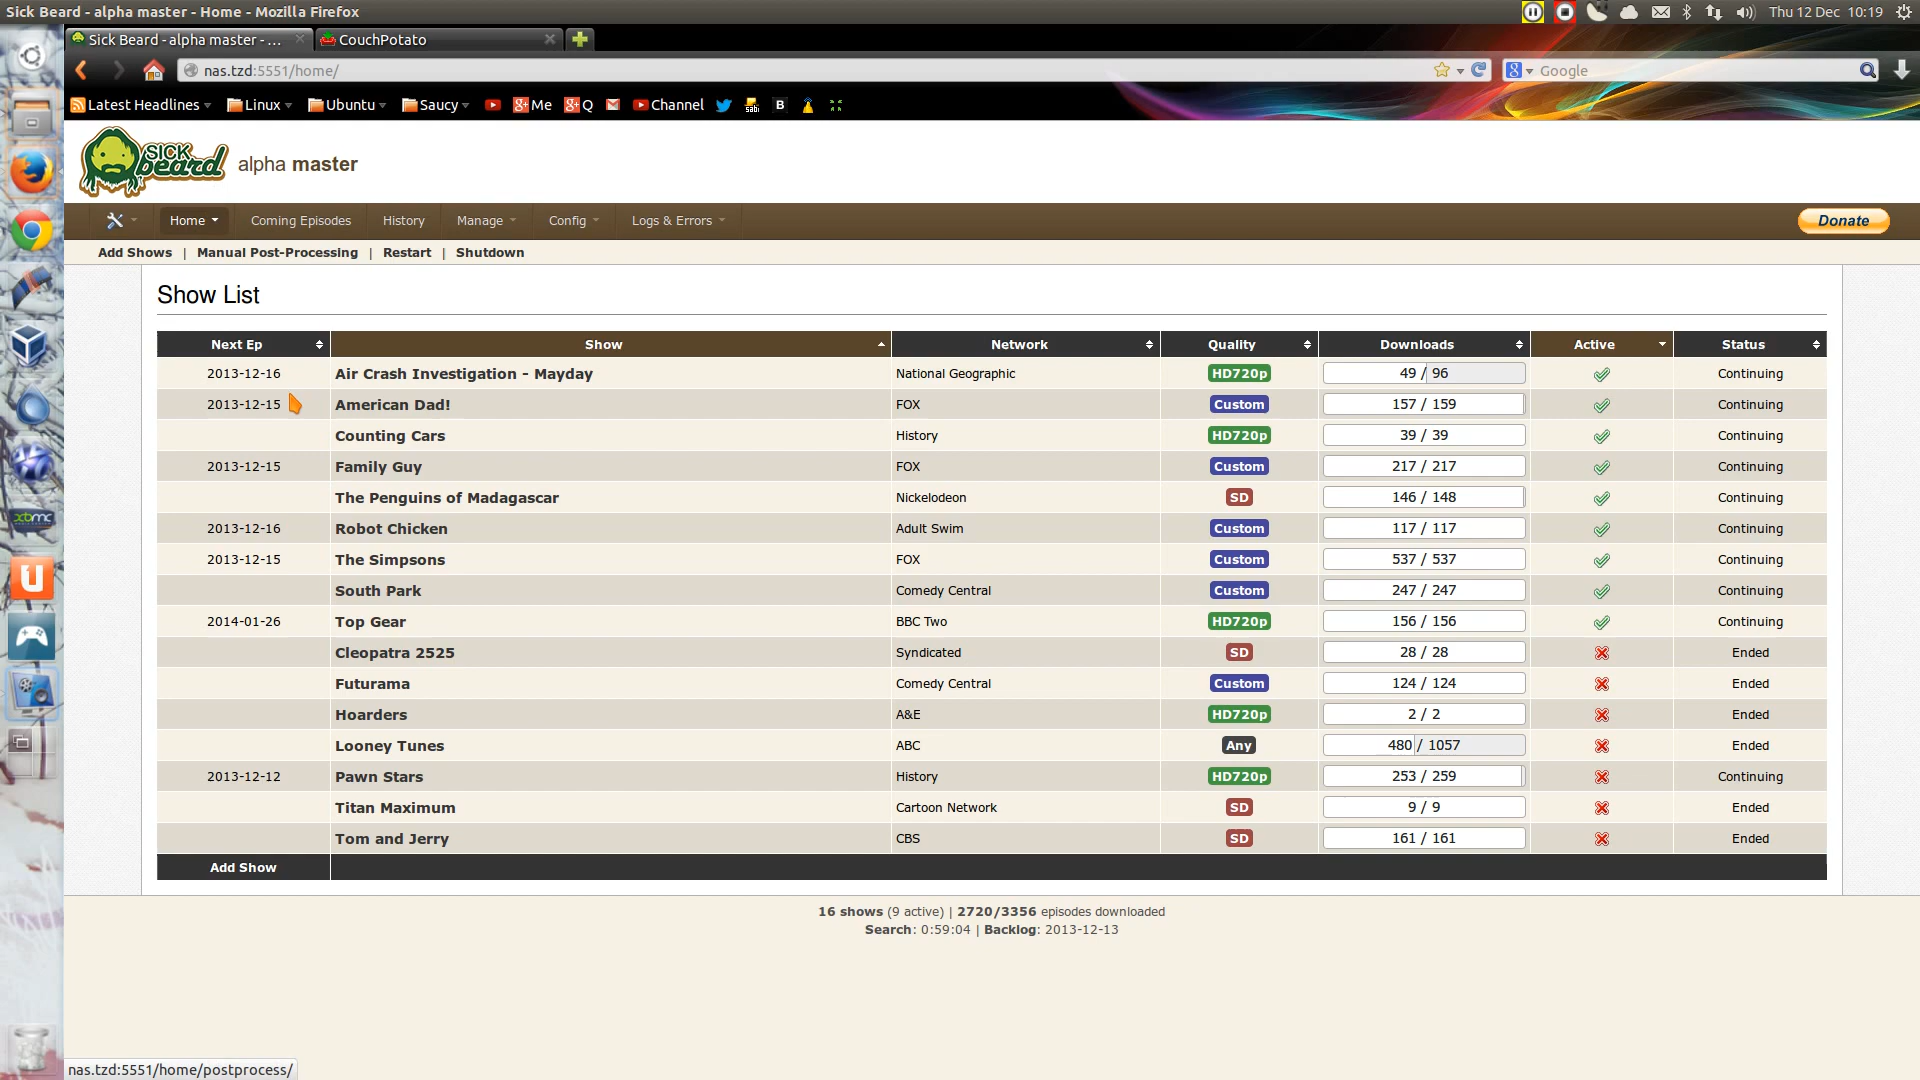 Sick Beard - alpha master - Home - Mozilla Firefox
Thu 12 Dec 10:19
Sick Beard - alpha master - ...
CouchPotato
nas.tzd:5551/home/
Google
Latest Headlines
Linux
Ubuntu
Saucy
Me
Q
Channel
sab
B
SICK beard
alpha master
Home
Coming Episodes
History
Manage
Config
Logs & Errors
Donate
Add Shows | Manual Post-Processing | Restart | Shutdown
Show List
Next Ep Show Network Quality Downloads Active Status
2013-12-16 Air Crash Investigation - Mayday National Geographic HD720p 49 / 96 Continuing
2013-12-15 American Dad! FOX Custom 157 / 159 Continuing
Counting Cars History HD720p 39 / 39 Continuing
2013-12-15 Family Guy FOX Custom 217 / 217 Continuing
The Penguins of Madagascar Nickelodeon SD 146 / 148 Continuing
2013-12-16 Robot Chicken Adult Swim Custom 117 / 117 Continuing
2013-12-15 The Simpsons FOX Custom 537 / 537 Continuing
South Park Comedy Central Custom 247 / 247 Continuing
2014-01-26 Top Gear BBC Two HD720p 156 / 156 Continuing
Cleopatra 2525 Syndicated SD 28 / 28 Ended
Futurama Comedy Central Custom 124 / 124 Ended
Hoarders A&E HD720p 2 / 2 Ended
Looney Tunes ABC Any 480 / 1057 Ended
2013-12-12 Pawn Stars History HD720p 253 / 259 Continuing
Titan Maximum Cartoon Network SD 9 / 9 Ended
Tom and Jerry CBS SD 161 / 161 Ended
Add Show
16 shows (9 active) | 2720/3356 episodes downloaded
Search: 0:59:04 | Backlog: 2013-12-13
nas.tzd:5551/home/postprocess/
xbmc